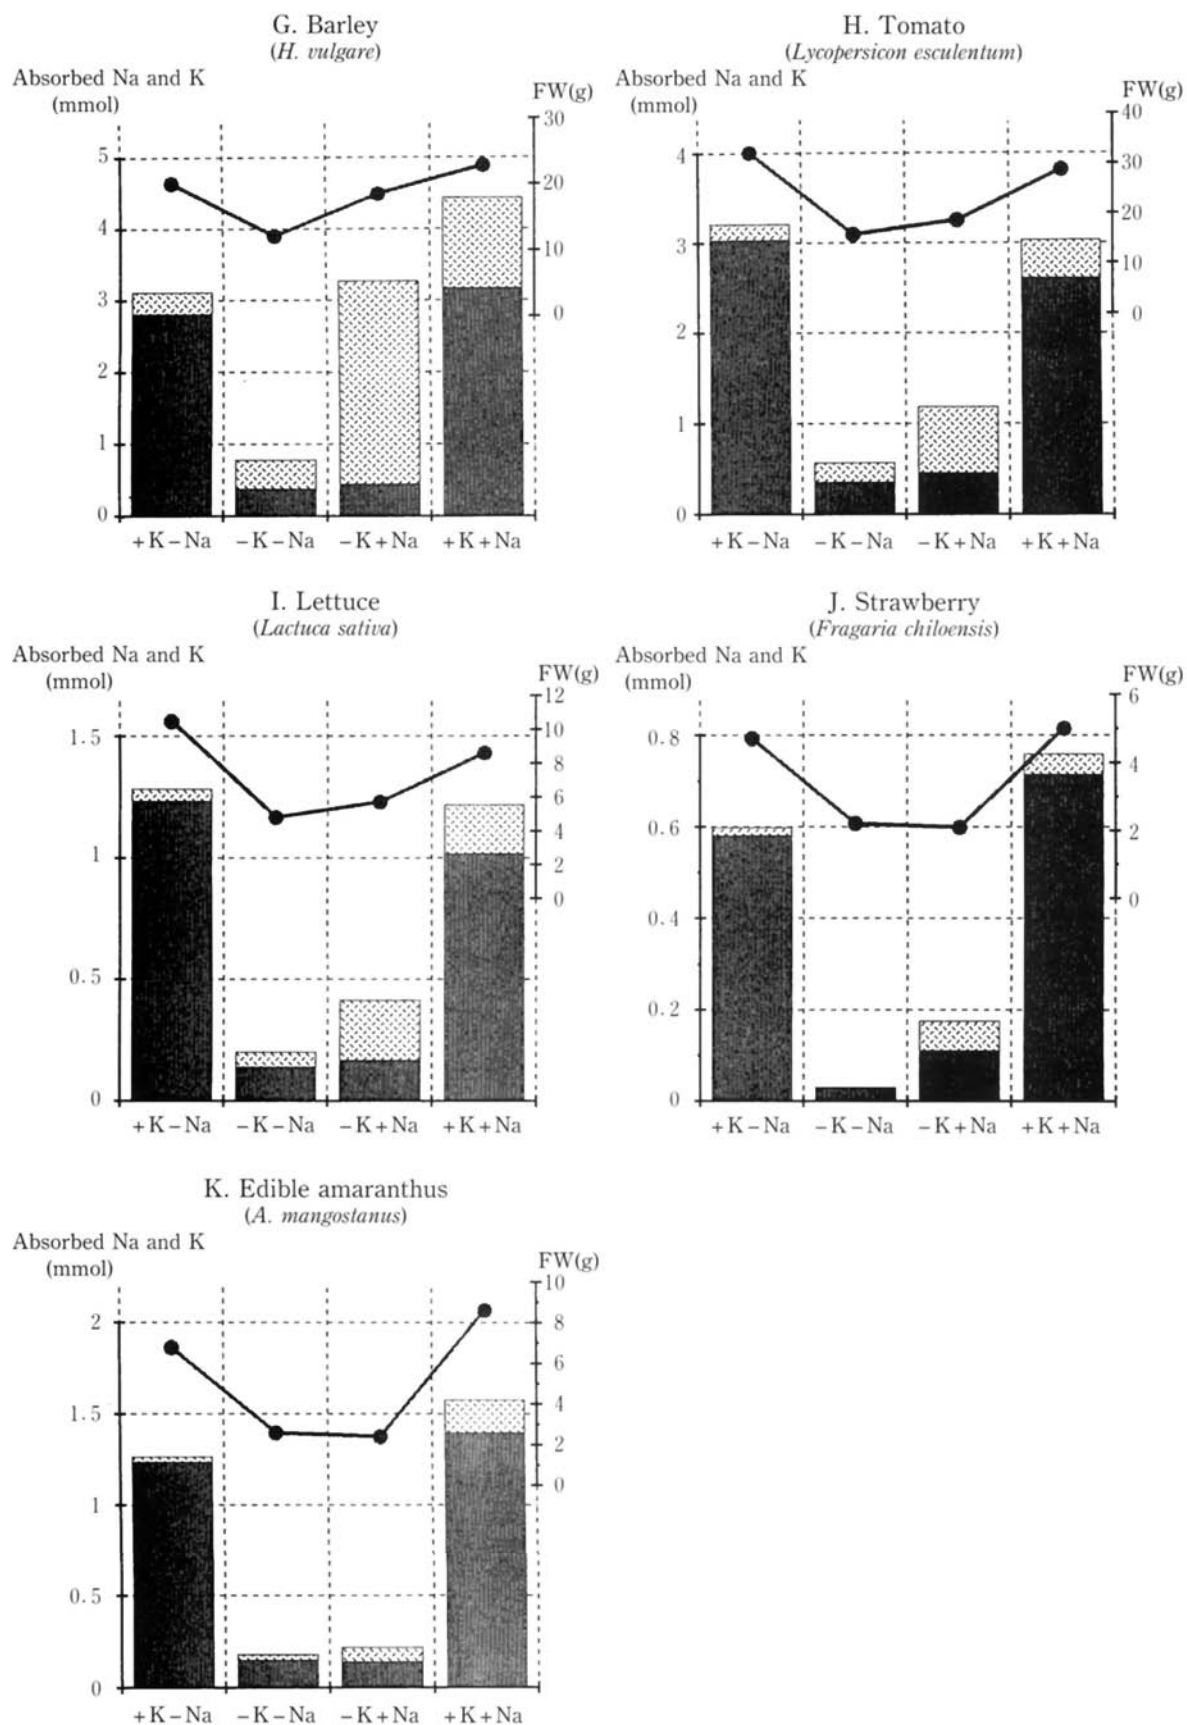 G. Barley
(H. vulgare)
Absorbed Na and K
(mmol)
FW(g)
30
20
10
0
5
4
3
2
1
0
+K−Na −K−Na −K+Na +K+Na
H. Tomato
(Lycopersicon esculentum)
Absorbed Na and K
(mmol)
FW(g)
40
30
20
10
0
4
3
2
1
0
+K−Na −K−Na −K+Na +K+Na
I. Lettuce
(Lactuca sativa)
Absorbed Na and K
(mmol)
FW(g)
12
10
8
6
4
2
0
1.5
1
0.5
0
+K−Na −K−Na −K+Na +K+Na
J. Strawberry
(Fragaria chiloensis)
Absorbed Na and K
(mmol)
FW(g)
6
4
2
0
0.8
0.6
0.4
0.2
0
+K−Na −K−Na −K+Na +K+Na
K. Edible amaranthus
(A. mangostanus)
Absorbed Na and K
(mmol)
FW(g)
10
8
6
4
2
0
2
1.5
1
0.5
0
+K−Na −K−Na −K+Na +K+Na